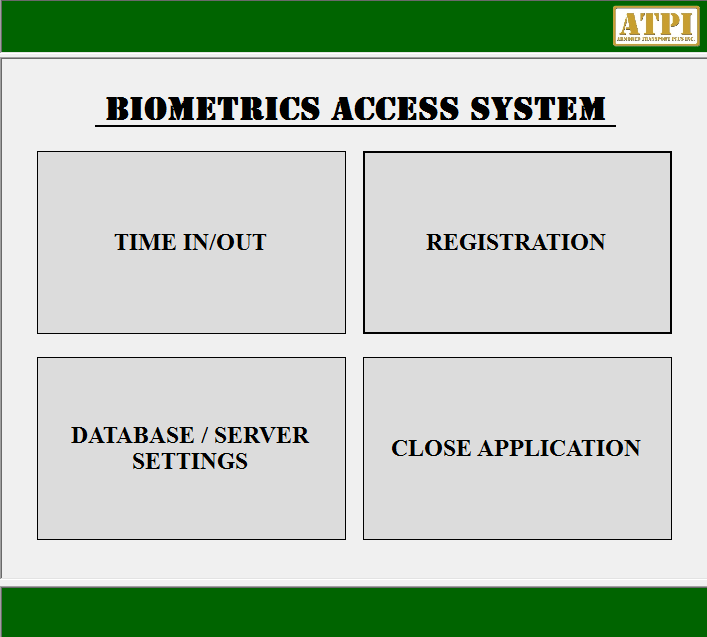 ATPI
ARMORED TRANSPORT PLUS INC.
BIOMETRICS ACCESS SYSTEM
TIME IN/OUT
REGISTRATION
DATABASE / SERVER
SETTINGS
CLOSE APPLICATION